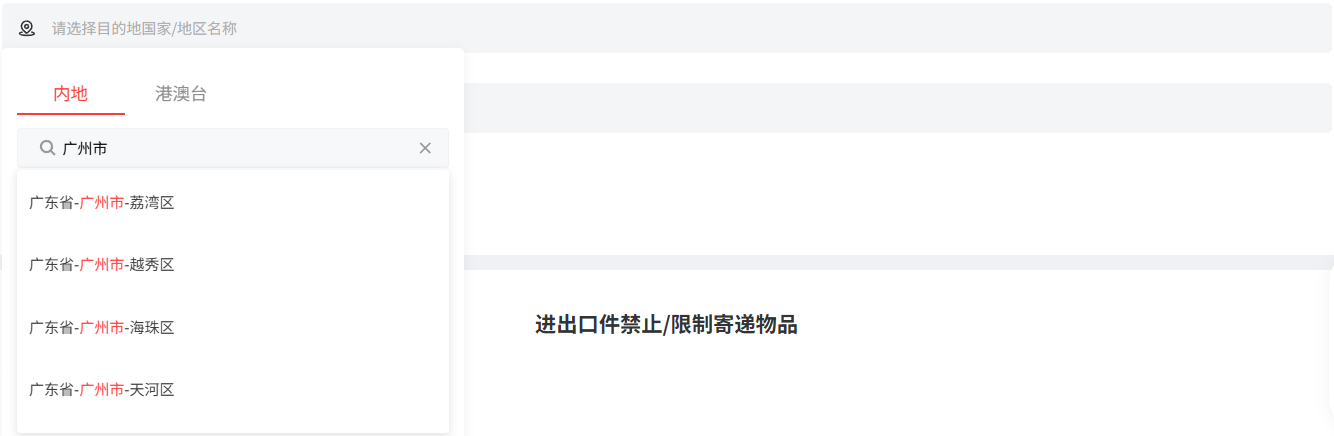 请选择目的地国家/地区名称
内地
港澳台
广州市
广东省-广州市-荔湾区
广东省-广州市-越秀区
广东省-广州市-海珠区
广东省-广州市-天河区
进出口件禁止/限制寄递物品